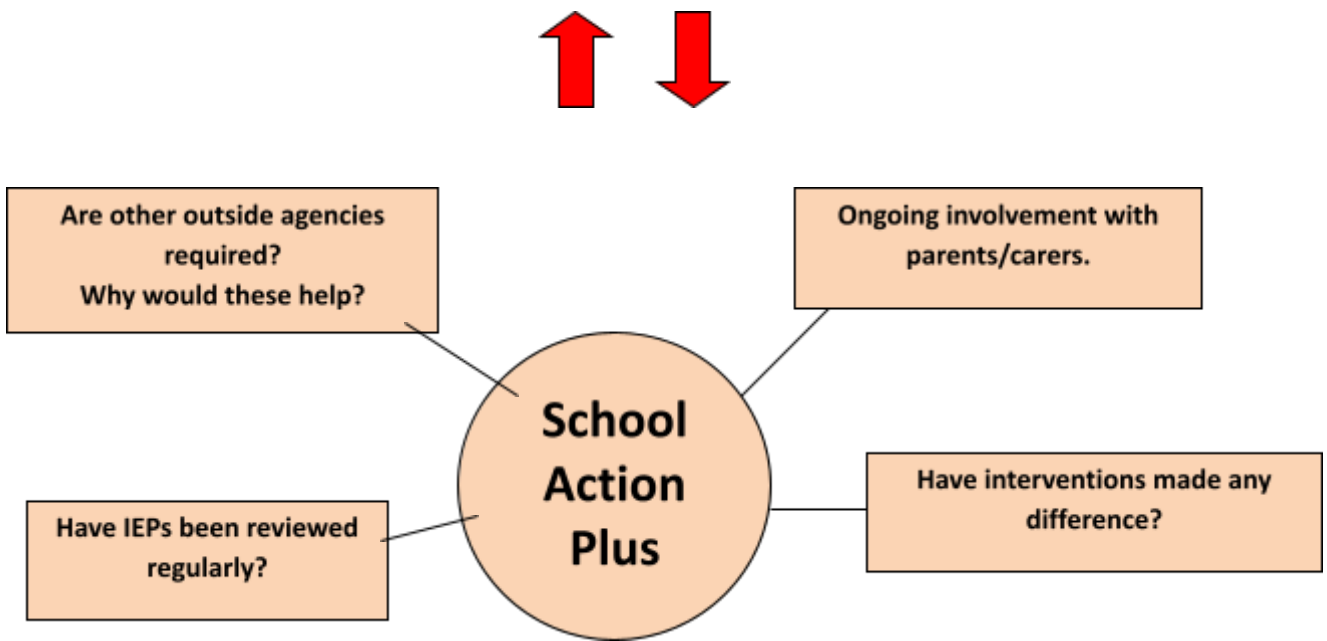 Are other outside agencies
required?
Why would these help?
Ongoing involvement with
parents/carers.
School
Action
Plus
Have IEPs been reviewed
regularly?
Have interventions made any
difference?